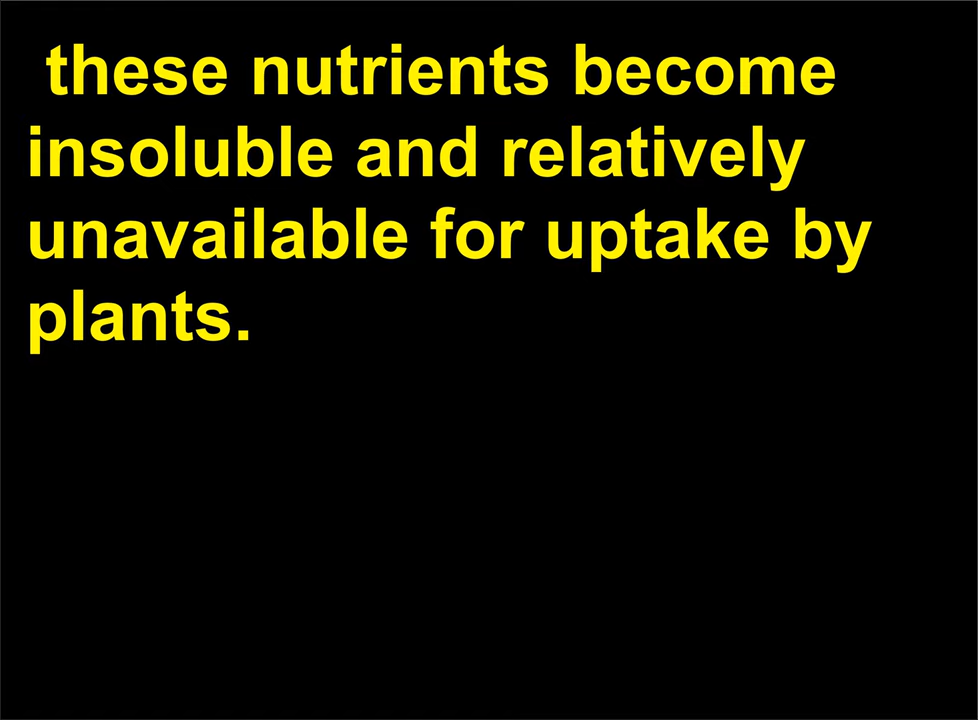 these nutrients become
insoluble and relatively
unavailable for uptake by
plants.